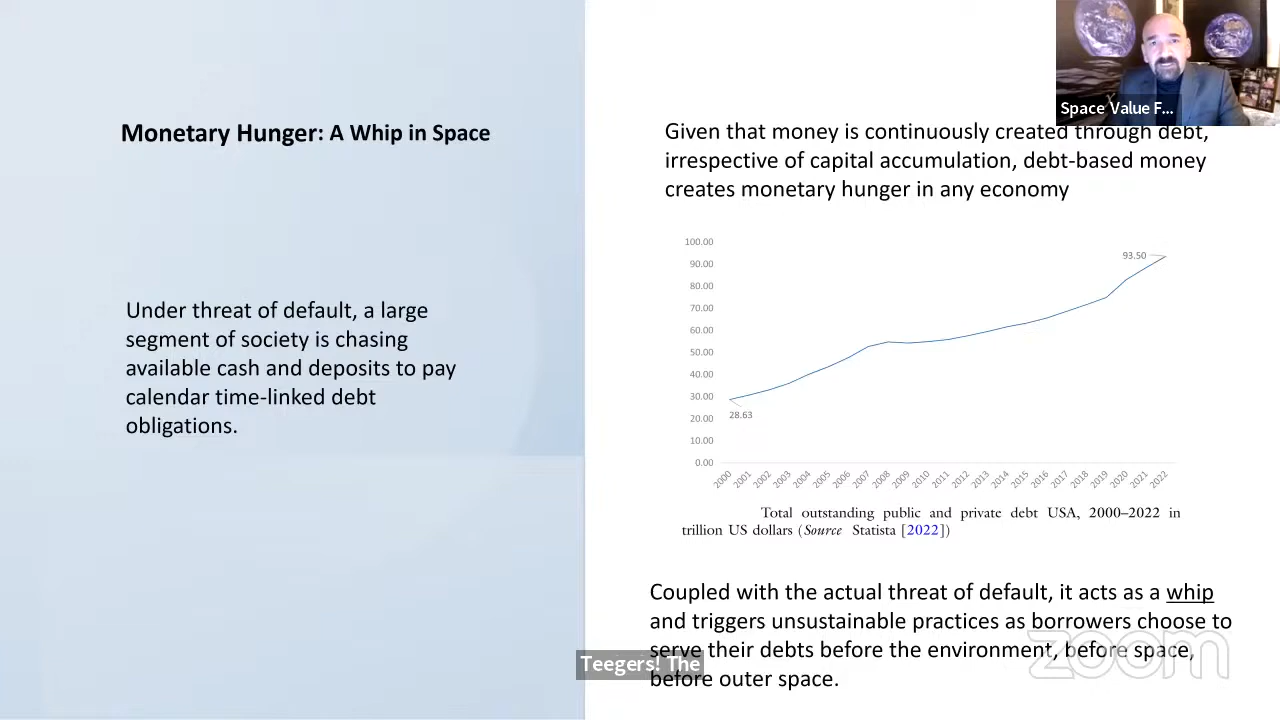 Space Value F...
Monetary Hunger: A Whip in Space
Under threat of default, a large
segment of society is chasing
available cash and deposits to pay
calendar time-linked debt
obligations.
Given that money is continuously created through debt,
irrespective of capital accumulation, debt-based money
creates monetary hunger in any economy
100.00
90.00
80.00
70.00
60.00
50.00
40.00
30.00
20.00
10.00
0.00
93.50
28.63
2000 2001 2002 2003 2004 2005 2006 2007 2008 2009 2010 2011 2012 2013 2014 2015 2016 2017 2018 2019 2020 2021 2022
Total outstanding public and private debt USA, 2000–2022 in
trillion US dollars (Source Statista [2022])
Coupled with the actual threat of default, it acts as a whip
and triggers unsustainable practices as borrowers choose to
serve their debts before the environment, before space,
before outer space.
Teegers! The
zoom